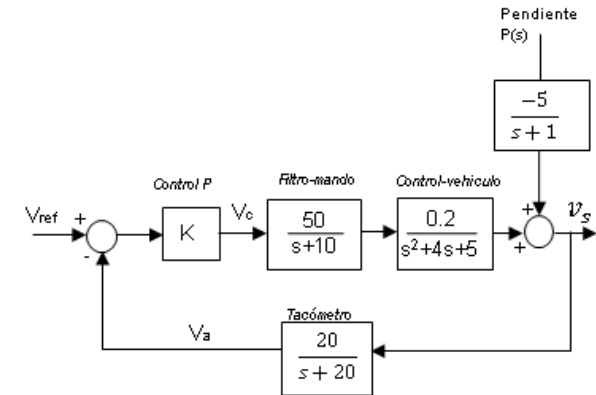 Pendiente
P(s)
-5
s+1
Control P
Filtro-mando
Control-vehiculo
Vref
+
-
K
Vc
50
s+10
0.2
s²+4s+5
+
+
vs
Va
Tacómetro
20
s+20